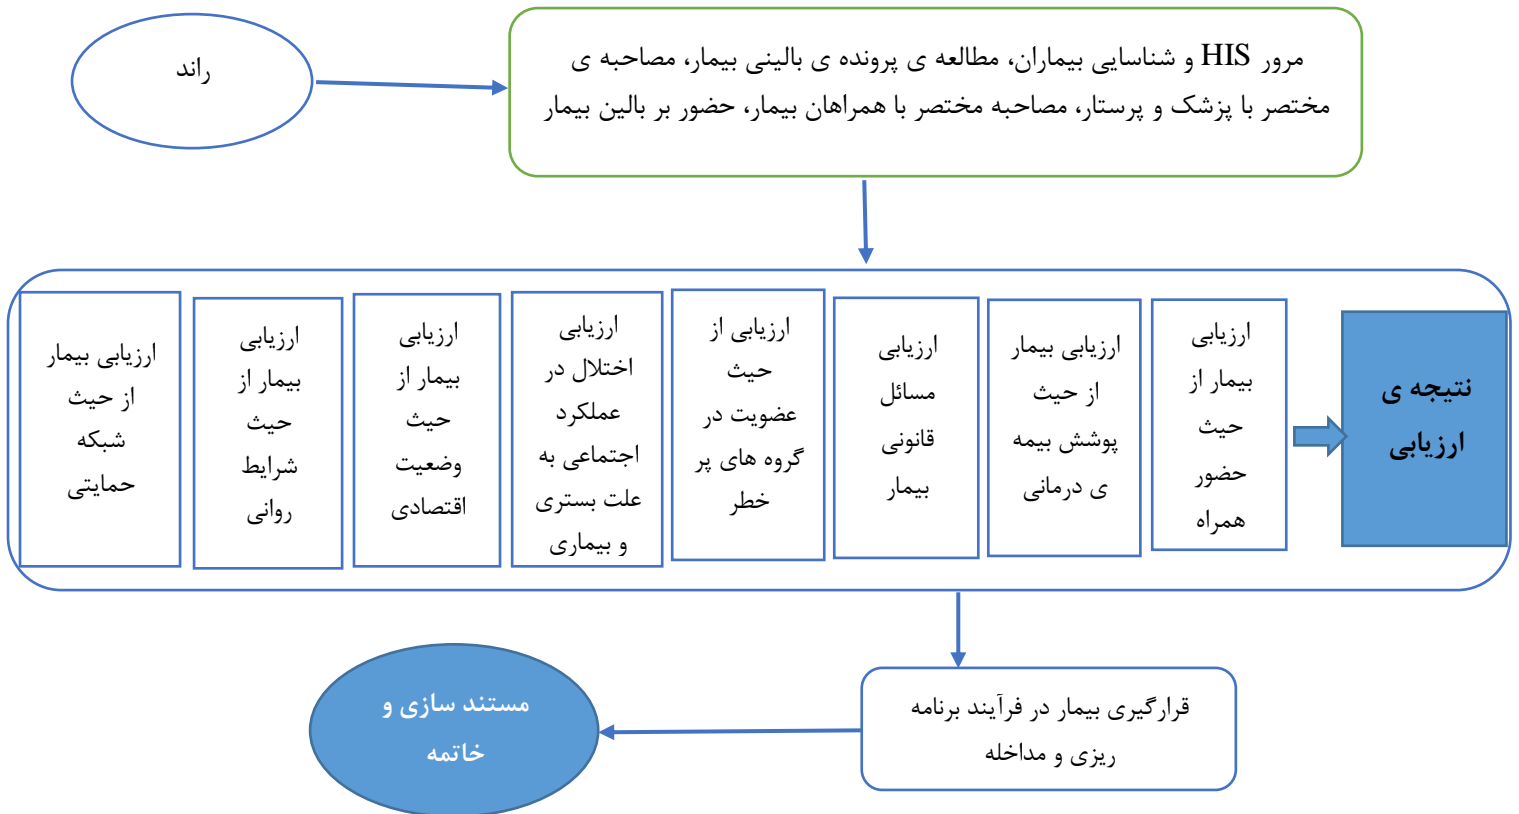 راند
مرور HIS و شناسایی بیماران، مطالعه ی پرونده ی بالینی بیمار، مصاحبه ی
مختصر با پزشک و پرستار، مصاحبه مختصر با همراهان بیمار، حضور بر بالین بیمار
نتیجه ی
ارزیابی
ارزیابی
بیمار از
حیث
حضور
همراه
ارزیابی بیمار
از حیث
پوشش بیمه
ی درمانی
ارزیابی
مسائل
قانونی
بیمار
ارزیابی از
حیث
عضویت در
گروه های پر
خطر
ارزیابی
اختلال در
عملکرد
اجتماعی به
علت بستری
و بیماری
ارزیابی
بیمار از
حیث
وضعیت
اقتصادی
ارزیابی
بیمار از
حیث
شرایط
روانی
ارزیابی بیمار
از حیث
شبکه
حمایتی
قرارگیری بیمار در فرآیند برنامه
ریزی و مداخله
مستند سازی و
خاتمه